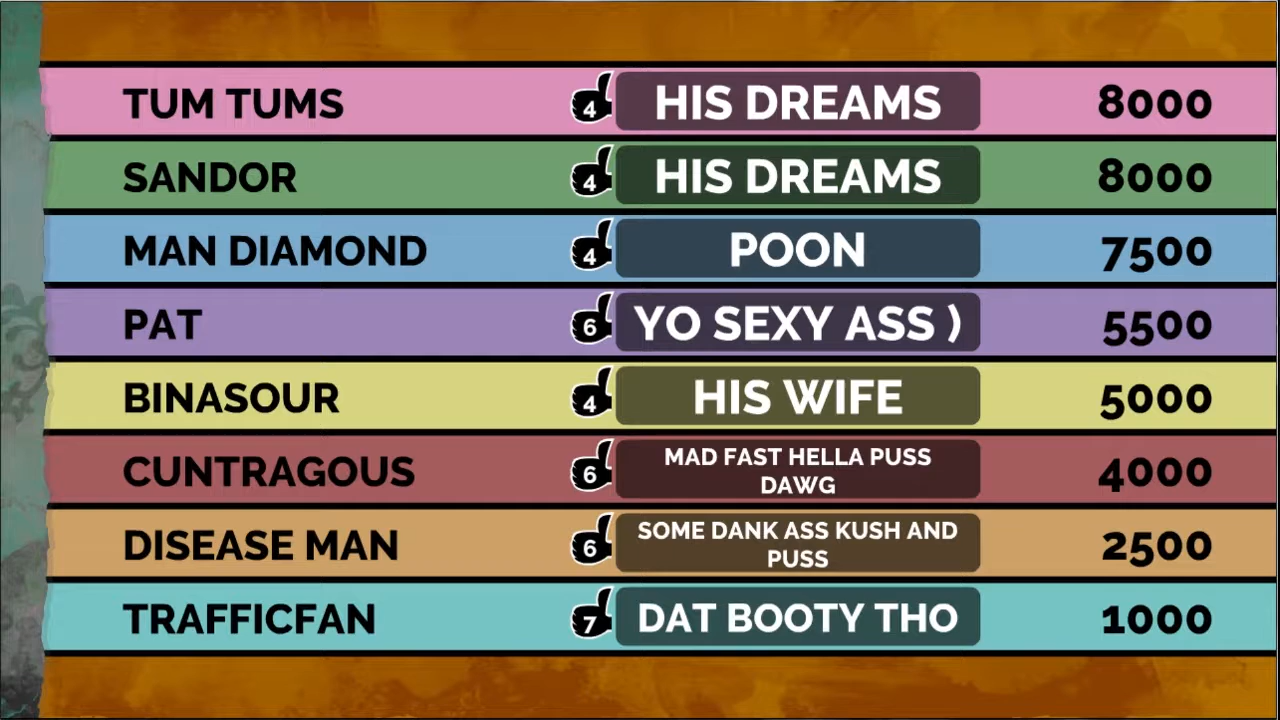 TUM TUMS 4 HIS DREAMS 8000
SANDOR 4 HIS DREAMS 8000
MAN DIAMOND 4 POON 7500
PAT 6 YO SEXY ASS ) 5500
BINASOUR 4 HIS WIFE 5000
CUNTRAGOUS 6 MAD FAST HELLA PUSS
DAWG 4000
DISEASE MAN 6 SOME DANK ASS KUSH AND
PUSS 2500
TRAFFICFAN 7 DAT BOOTY THO 1000